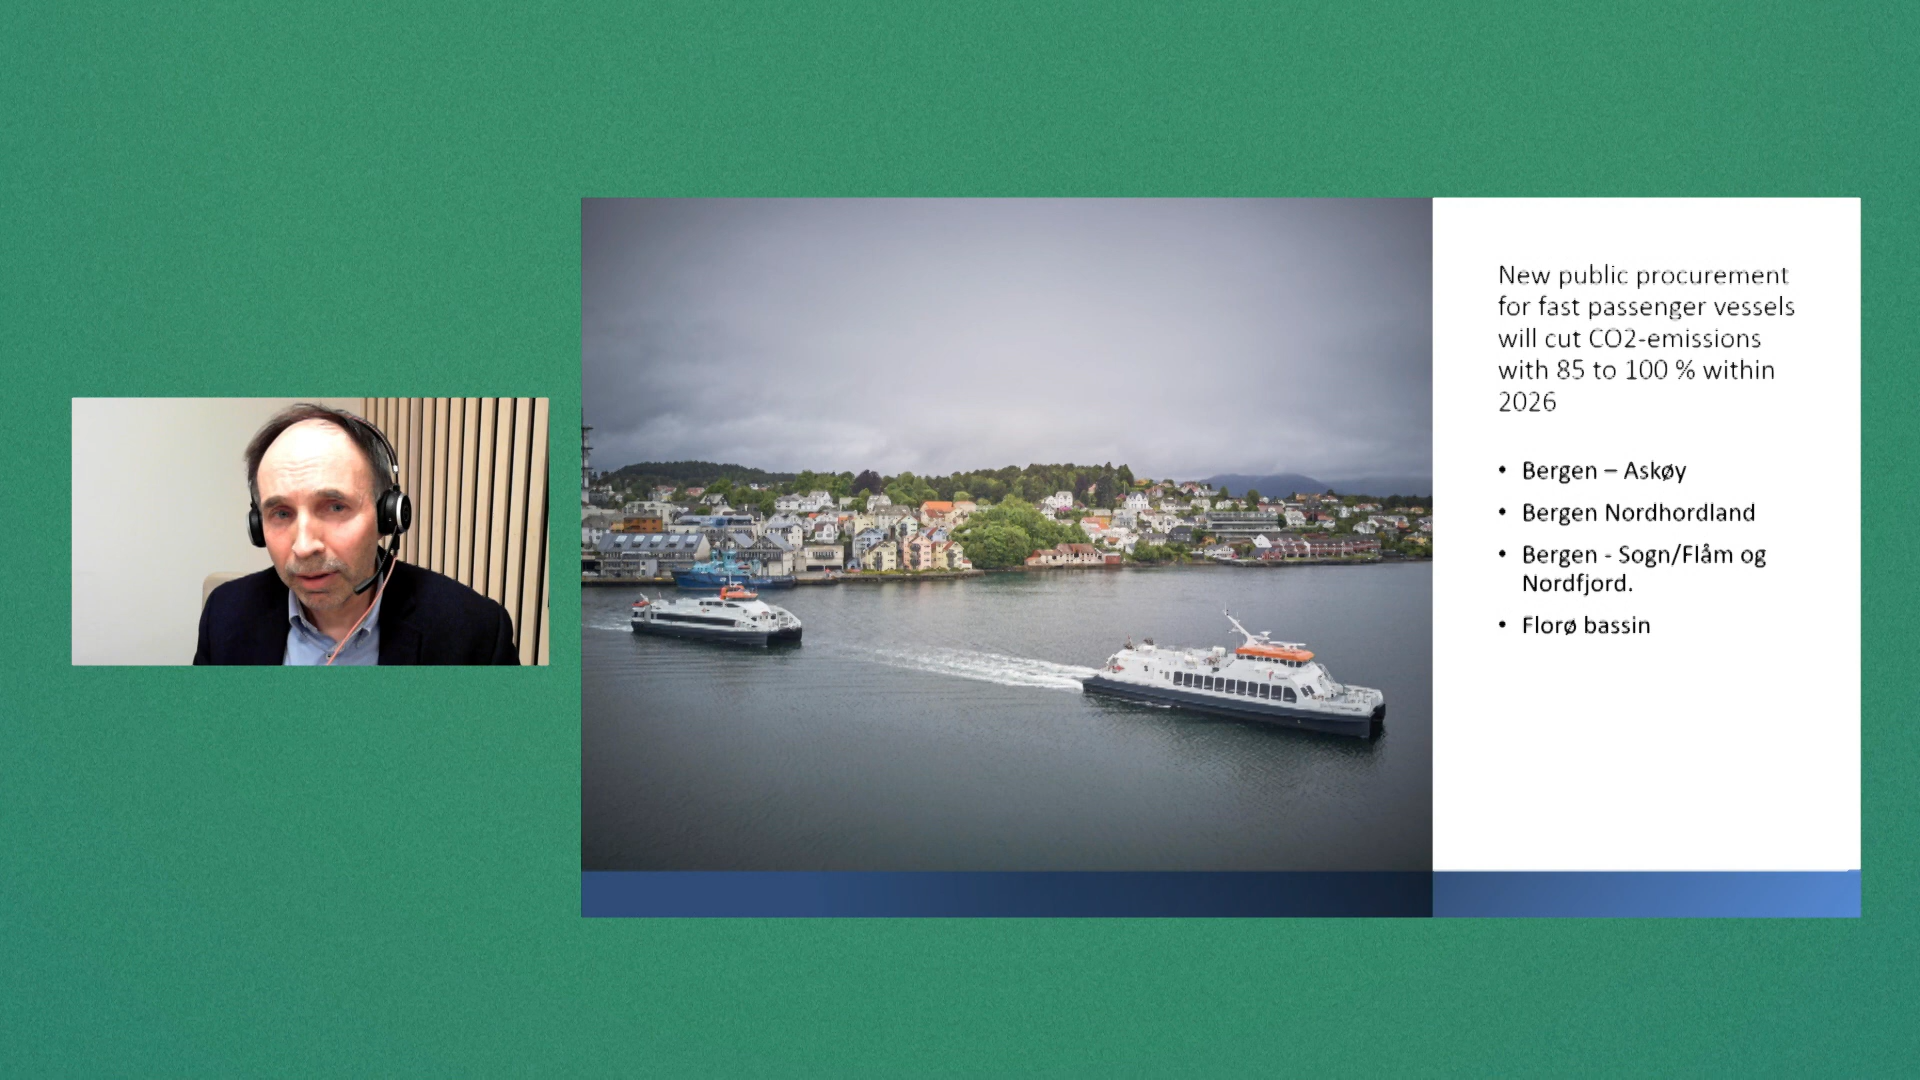 New public procurement
for fast passenger vessels
will cut CO2-emissions
with 85 to 100 % within
2026
• Bergen – Askøy
• Bergen Nordhordland
• Bergen - Sogn/Flåm og
Nordfjord.
• Florø bassin